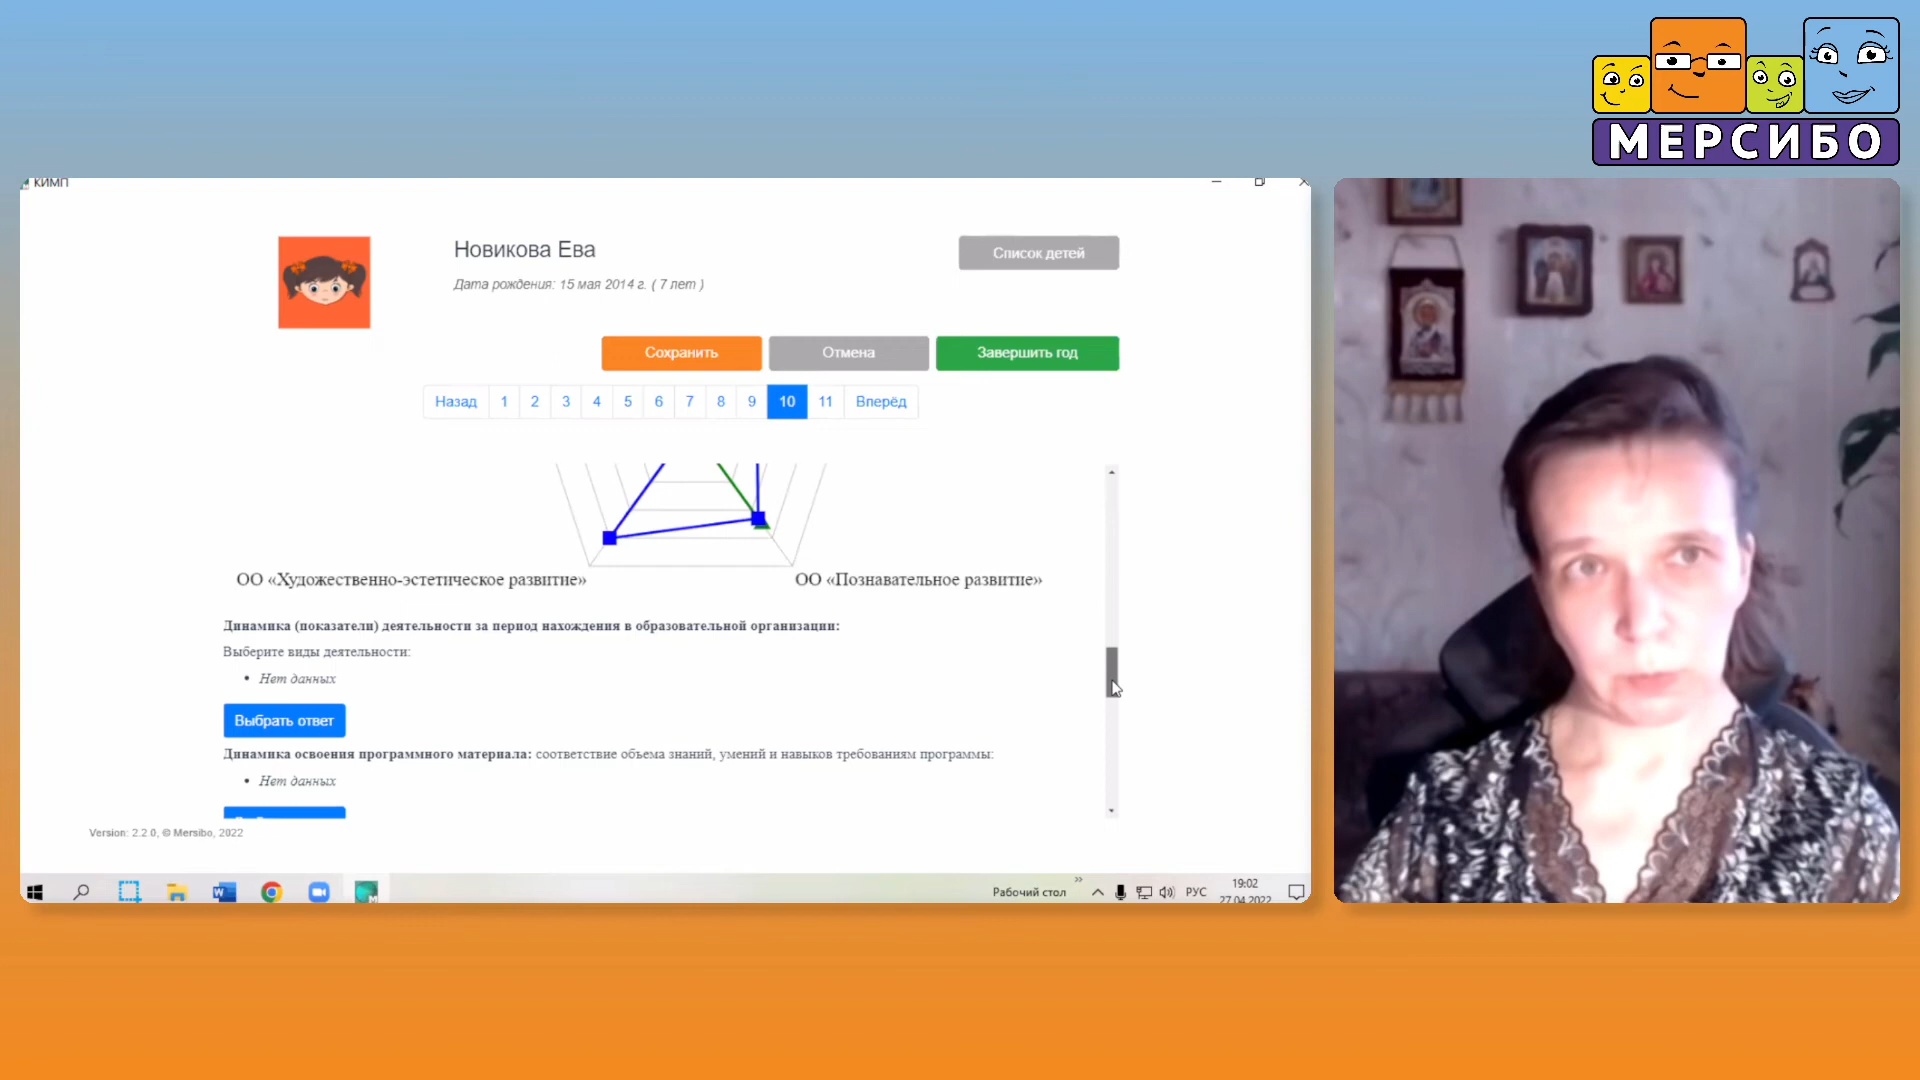 МЕРСИБО
КИМП
Новикова Ева
Список детей
Дата рождения: 15 мая 2014 г. ( 7 лет )
Сохранить
Отмена
Завершить год
Назад 1 2 3 4 5 6 7 8 9 10 11 Вперёд
ОО «Художественно-эстетическое развитие»
ОО «Познавательное развитие»
Динамика (показатели) деятельности за период нахождения в образовательной организации:
Выберите виды деятельности:
• Нет данных
Выбрать ответ
Динамика освоения программного материала: соответствие объема знаний, умений и навыков требованиям программы:
• Нет данных
Version: 2.2.0, © Mersibo, 2022
Рабочий стол
РУС
19:02
27.04.2022